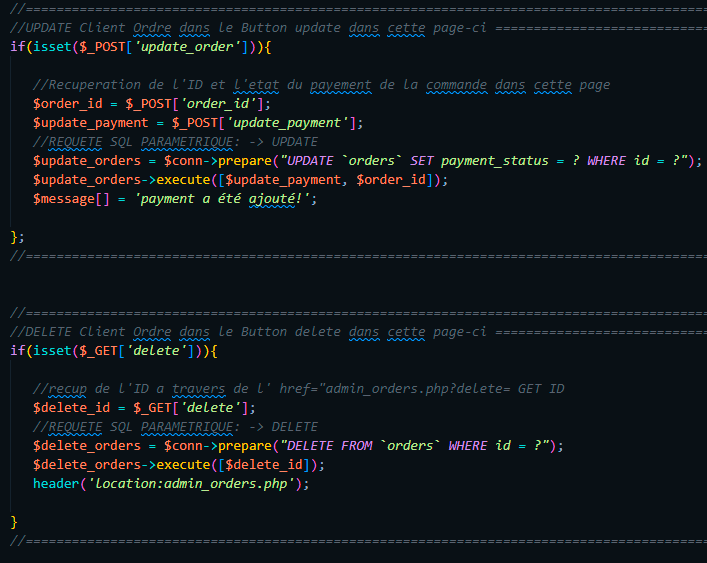 //=====================================================================================
//UPDATE Client Ordre dans le Button update dans cette page-ci ==========================
if(isset($_POST['update_order'])){
//Recuperation de l'ID et l'etat du payement de la commande dans cette page
$order_id = $_POST['order_id'];
$update_payment = $_POST['update_payment'];
//REQUETE SQL PARAMETRIQUE: -> UPDATE
$update_orders = $conn->prepare("UPDATE `orders` SET payment_status = ? WHERE id = ?");
$update_orders->execute([$update_payment, $order_id]);
$message[] = 'payment a été ajouté!';
};
//=====================================================================================
//=====================================================================================
//DELETE Client Ordre dans le Button delete dans cette page-ci ==========================
if(isset($_GET['delete'])){
//recup de l'ID a travers de l' href="admin_orders.php?delete= GET ID
$delete_id = $_GET['delete'];
//REQUETE SQL PARAMETRIQUE: -> DELETE
$delete_orders = $conn->prepare("DELETE FROM `orders` WHERE id = ?");
$delete_orders->execute([$delete_id]);
header('location:admin_orders.php');
}
//=====================================================================================